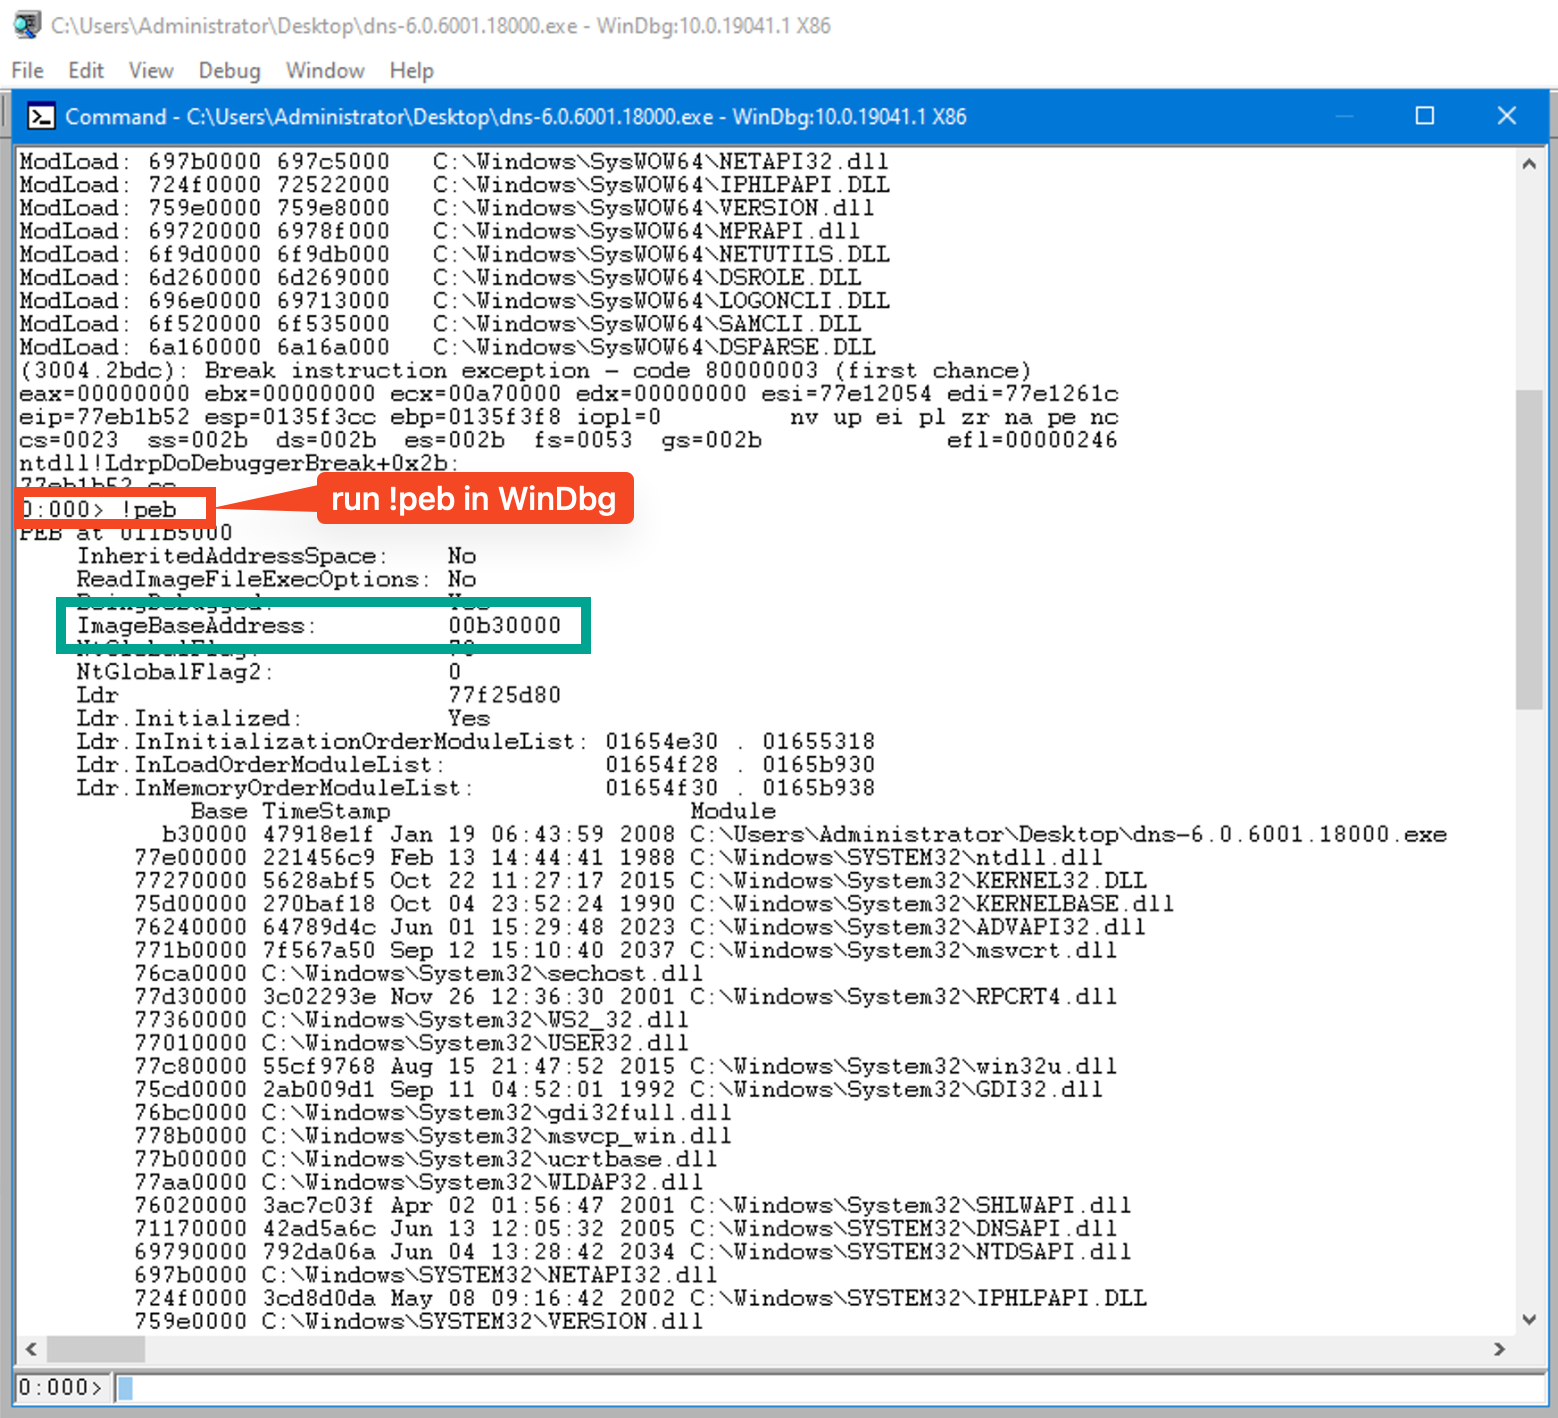 C:\Users\Administrator\Desktop\dns-6.0.6001.18000.exe - WinDbg:10.0.19041.1 X86
File Edit View Debug Window Help
Command - C:\Users\Administrator\Desktop\dns-6.0.6001.18000.exe - WinDbg:10.0.19041.1 X86
ModLoad: 697b0000 697c5000   C:\Windows\SysWOW64\NETAPI32.dll
ModLoad: 724f0000 72522000   C:\Windows\SysWOW64\IPHLPAPI.DLL
ModLoad: 759e0000 759e8000   C:\Windows\SysWOW64\VERSION.dll
ModLoad: 69720000 6978f000   C:\Windows\SysWOW64\MPRAPI.dll
ModLoad: 6f9d0000 6f9db000   C:\Windows\SysWOW64\NETUTILS.DLL
ModLoad: 6d260000 6d269000   C:\Windows\SysWOW64\DSROLE.DLL
ModLoad: 696e0000 69713000   C:\Windows\SysWOW64\LOGONCLI.DLL
ModLoad: 6f520000 6f535000   C:\Windows\SysWOW64\SAMCLI.DLL
ModLoad: 6a160000 6a16a000   C:\Windows\SysWOW64\DSPARSE.DLL
(3004.2bdc): Break instruction exception - code 80000003 (first chance)
eax=00000000 ebx=00000000 ecx=00a70000 edx=00000000 esi=77e12054 edi=77e1261c
eip=77eb1b52 esp=0135f3cc ebp=0135f3f8 iopl=0         nv up ei pl zr na pe nc
cs=0023  ss=002b  ds=002b  es=002b  fs=0053  gs=002b             efl=00000246
ntdll!LdrpDoDebuggerBreak+0x2b:
77eb1b52 cc
0:000> !peb
run !peb in WinDbg
PEB at 011b5000
InheritedAddressSpace:    No
ReadImageFileExecOptions: No
BeingDebugged:            Yes
ImageBaseAddress:         00b30000
NtGlobalFlag:             70
NtGlobalFlag2:            0
Ldr                       77f25d80
Ldr.Initialized:          Yes
Ldr.InInitializationOrderModuleList: 01654e30 . 01655318
Ldr.InLoadOrderModuleList:           01654f28 . 0165b930
Ldr.InMemoryOrderModuleList:         01654f30 . 0165b938
Base TimeStamp                     Module
b30000 47918e1f Jan 19 06:43:59 2008 C:\Users\Administrator\Desktop\dns-6.0.6001.18000.exe
77e00000 221456c9 Feb 13 14:44:41 1988 C:\Windows\SYSTEM32\ntdll.dll
77270000 5628abf5 Oct 22 11:27:17 2015 C:\Windows\System32\KERNEL32.DLL
75d00000 270baf18 Oct 04 23:52:24 1990 C:\Windows\System32\KERNELBASE.dll
76240000 64789d4c Jun 01 15:29:48 2023 C:\Windows\System32\ADVAPI32.dll
771b0000 7f567a50 Sep 12 15:10:40 2037 C:\Windows\System32\msvcrt.dll
76ca0000 C:\Windows\System32\sechost.dll
77d30000 3c02293e Nov 26 12:36:30 2001 C:\Windows\System32\RPCRT4.dll
77360000 C:\Windows\System32\WS2_32.dll
77010000 C:\Windows\System32\USER32.dll
77c80000 55cf9768 Aug 15 21:47:52 2015 C:\Windows\System32\win32u.dll
75cd0000 2ab009d1 Sep 11 04:52:01 1992 C:\Windows\System32\GDI32.dll
76bc0000 C:\Windows\System32\gdi32full.dll
778b0000 C:\Windows\System32\msvcp_win.dll
77b00000 C:\Windows\System32\ucrtbase.dll
77aa0000 C:\Windows\System32\WLDAP32.dll
76020000 3ac7c03f Apr 02 01:56:47 2001 C:\Windows\System32\SHLWAPI.dll
71170000 42ad5a6c Jun 13 12:05:32 2005 C:\Windows\SYSTEM32\DNSAPI.dll
69790000 792da06a Jun 04 13:28:42 2034 C:\Windows\SYSTEM32\NTDSAPI.dll
697b0000 C:\Windows\SYSTEM32\NETAPI32.dll
724f0000 3cd8d0da May 08 09:16:42 2002 C:\Windows\SYSTEM32\IPHLPAPI.DLL
759e0000 C:\Windows\SYSTEM32\VERSION.dll
0:000>